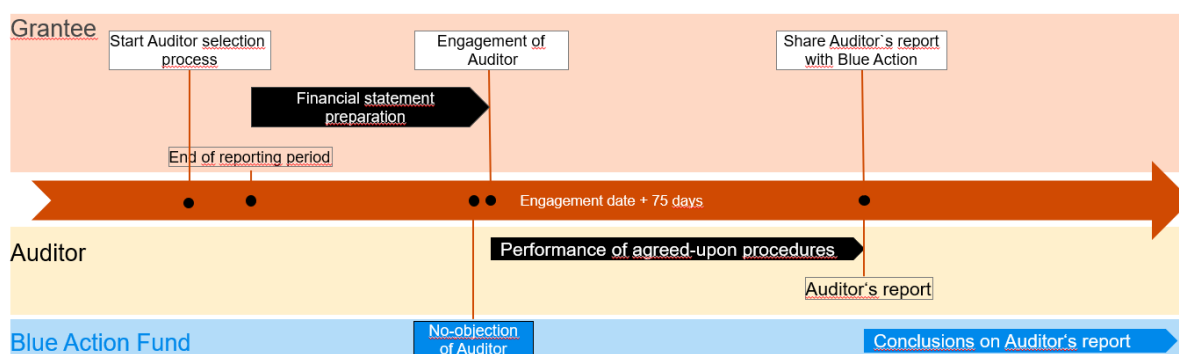 Grantee
Start Auditor selection
process
Engagement of
Auditor
Share Auditor`s report
with Blue Action
Financial statement
preparation
End of reporting period
Engagement date + 75 days
Auditor
Performance of agreed-upon procedures
Auditor‘s report
Blue Action Fund
No-objection
of Auditor
Conclusions on Auditor‘s report